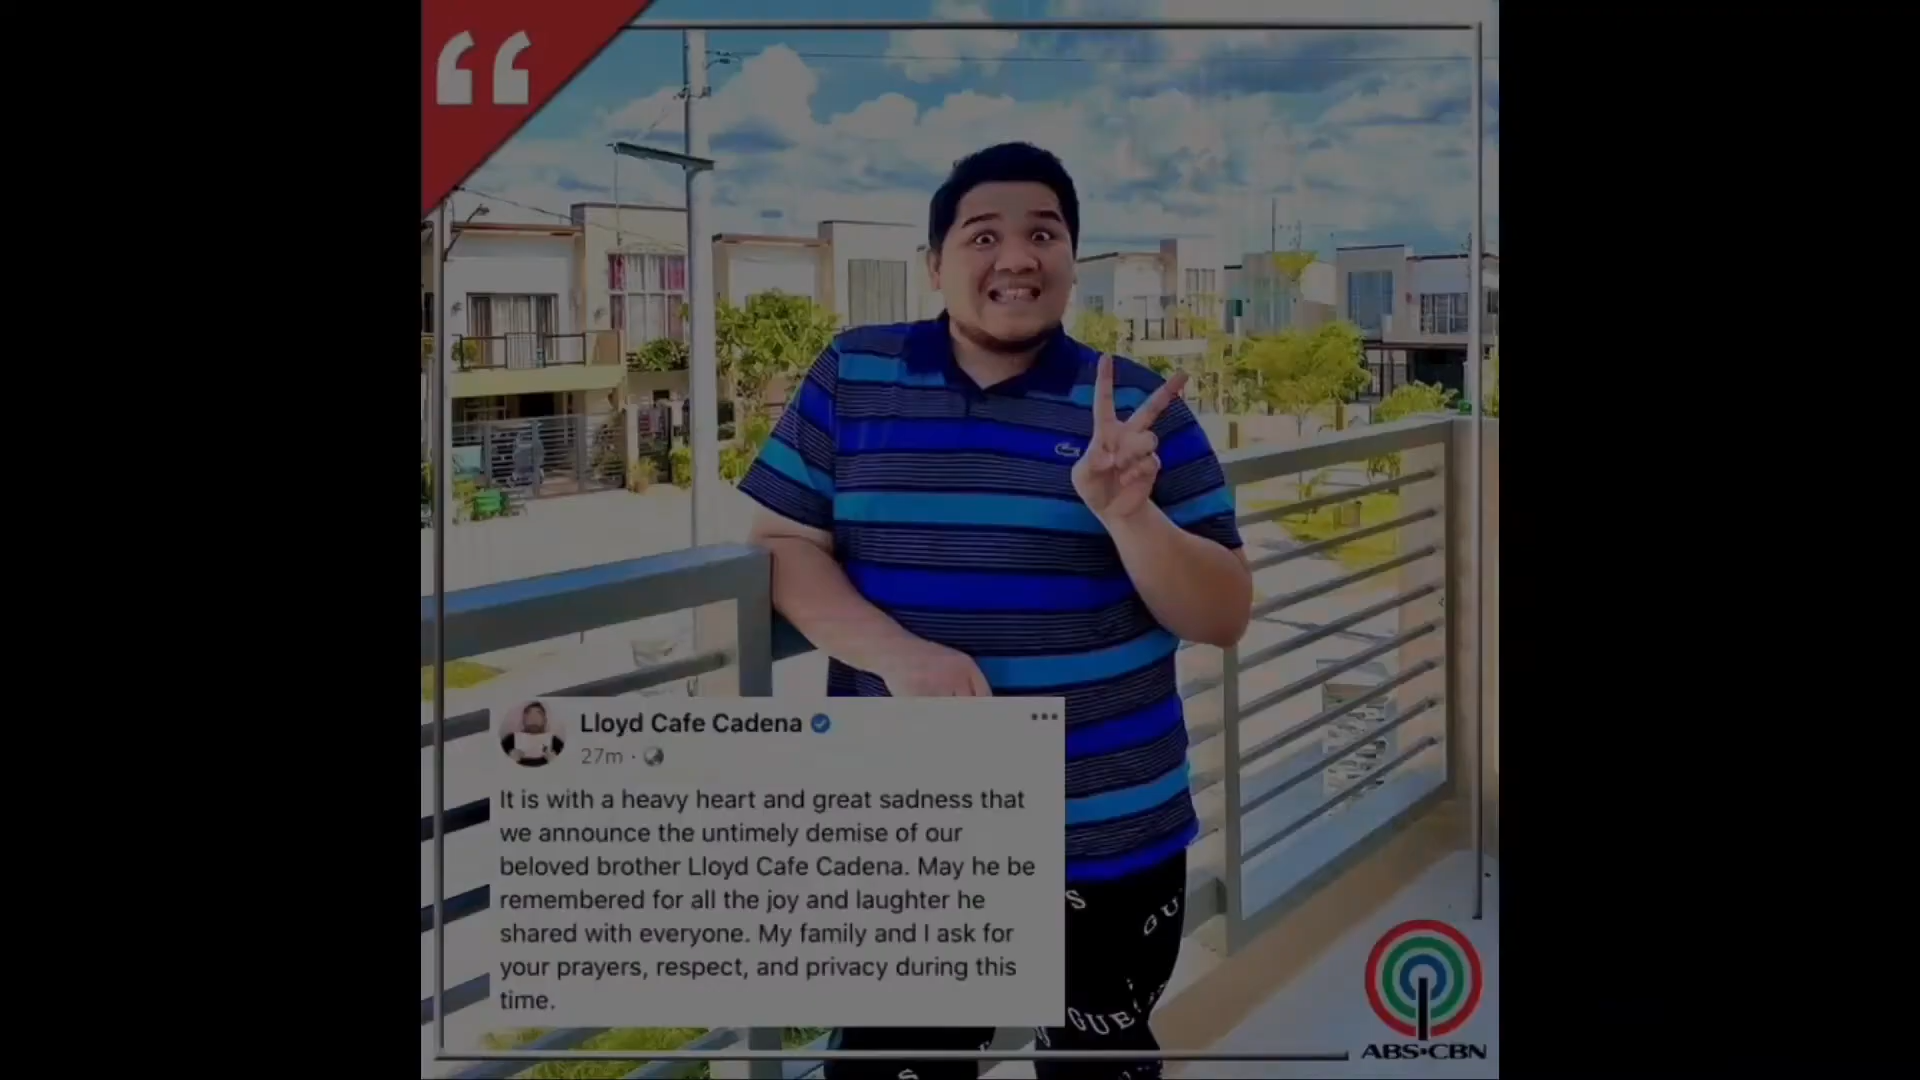 “
Lloyd Cafe Cadena
27m ·
It is with a heavy heart and great sadness that
we announce the untimely demise of our
beloved brother Lloyd Cafe Cadena. May he be
remembered for all the joy and laughter he
shared with everyone. My family and I ask for
your prayers, respect, and privacy during this
time.
GUE
ABS-CBN